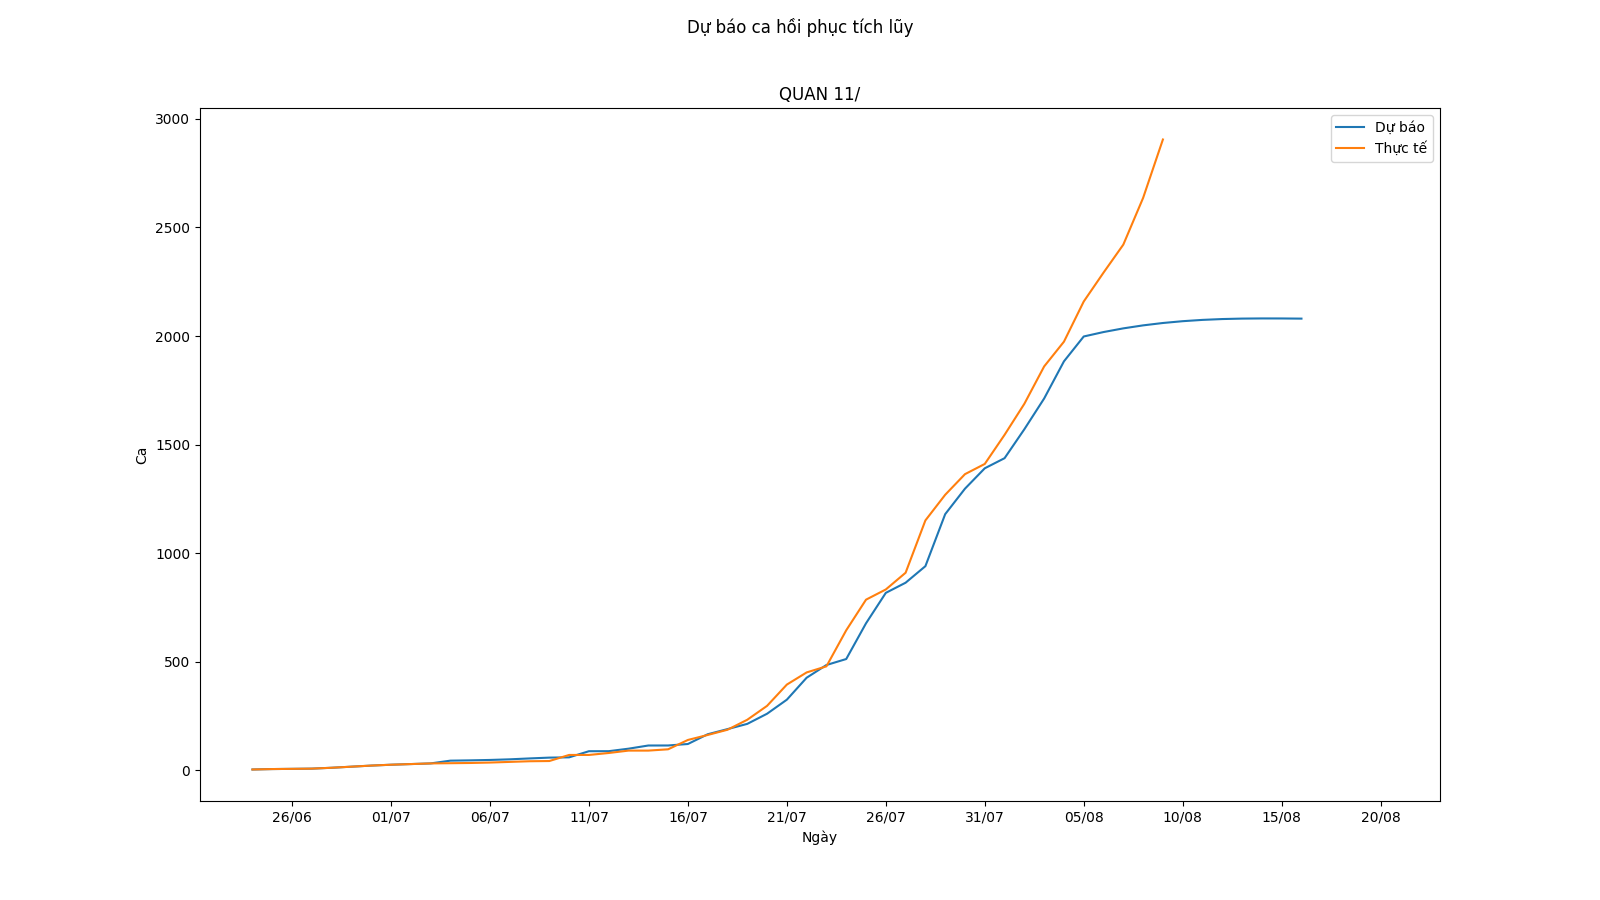 Dự báo ca hồi phục tích lũy
QUAN 11/
Dự báo
Thực tế
3000
2500
2000
1500
1000
500
0
Ca
26/06 01/07 06/07 11/07 16/07 21/07 26/07 31/07 05/08 10/08 15/08 20/08
Ngày